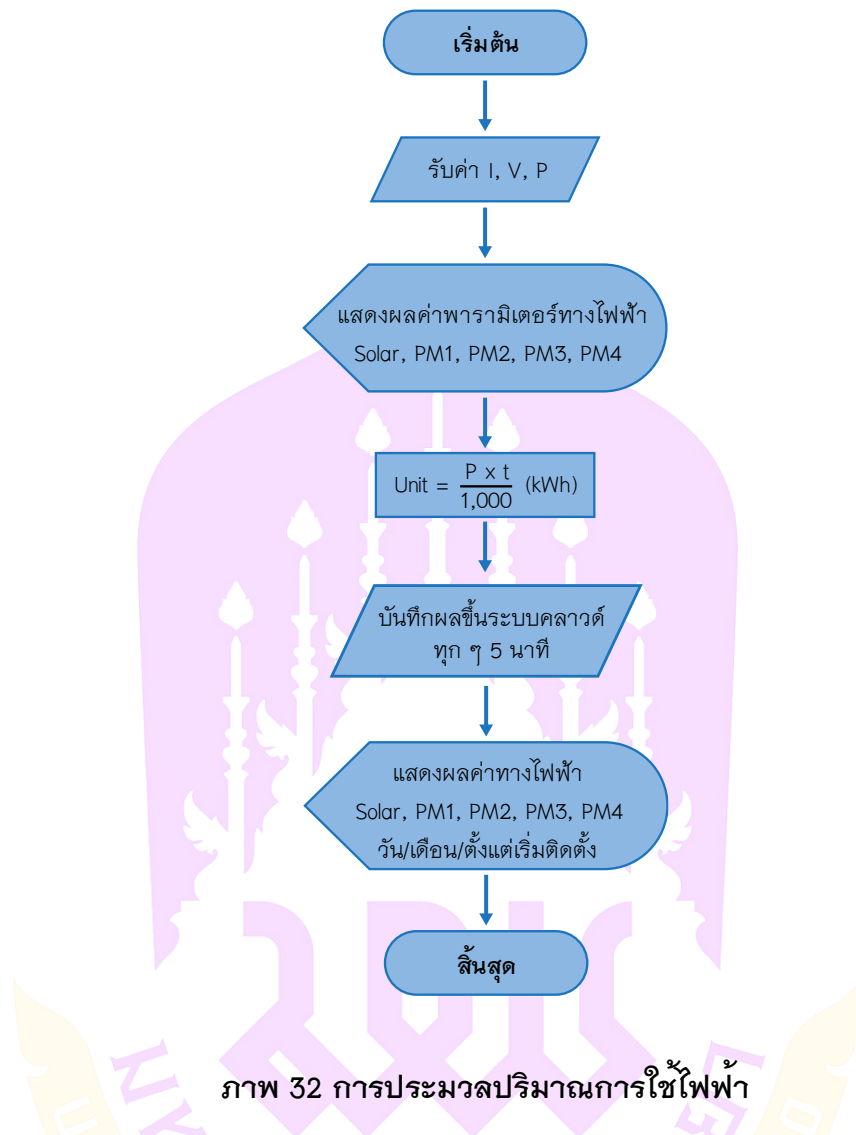 เริ่มต้น
รับค่า I, V, P
แสดงผลค่าพารามิเตอร์ทางไฟฟ้า
Solar, PM1, PM2, PM3, PM4
Unit = P x t / 1,000 (kWh)
บันทึกผลขึ้นระบบคลาวด์
ทุก ๆ 5 นาที
แสดงผลค่าทางไฟฟ้า
Solar, PM1, PM2, PM3, PM4
วัน/เดือน/ตั้งแต่เริ่มติดตั้ง
สิ้นสุด
ภาพ 32 การประมวลปริมาณการใช้ไฟฟ้า